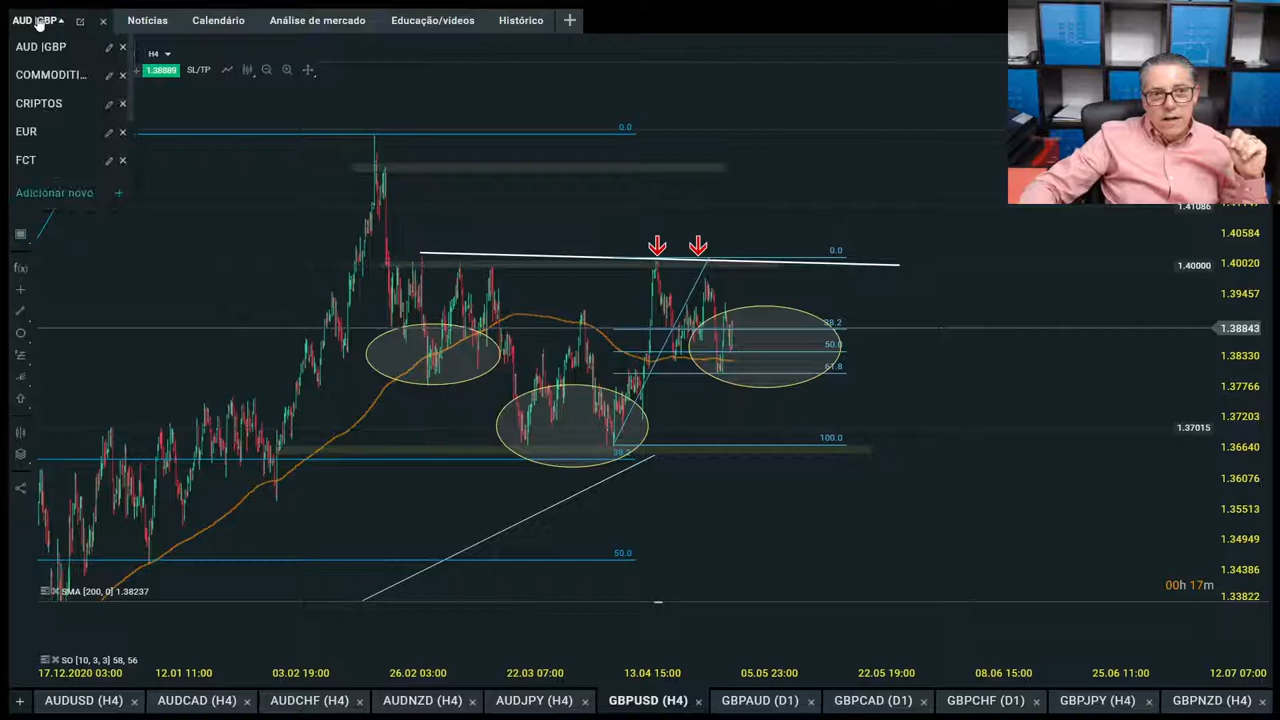 AUD |GBP
Notícias
Calendário
Análise de mercado
Educação/videos
Histórico
AUD |GBP
COMMODITI...
CRIPTOS
EUR
FCT
Adicionar novo
H4
1.38889
SL/TP
0.0
0.0
38.2
50.0
61.8
100.0
38.2
50.0
1.41086
1.40584
1.40020
1.40000
1.39457
1.38843
1.38330
1.37766
1.37203
1.37015
1.36640
1.36076
1.35513
1.34949
1.34386
1.33822
00h 17m
SMA [200, 0] 1.38237
SO [10, 3, 3] 58, 56
17.12.2020 03:00
12.01 11:00
03.02 19:00
26.02 03:00
22.03 07:00
13.04 15:00
05.05 23:00
22.05 19:00
08.06 15:00
25.06 11:00
12.07 07:00
AUDUSD (H4)
AUDCAD (H4)
AUDCHF (H4)
AUDNZD (H4)
AUDJPY (H4)
GBPUSD (H4)
GBPAUD (D1)
GBPCAD (D1)
GBPCHF (D1)
GBPJPY (H4)
GBPNZD (H4)